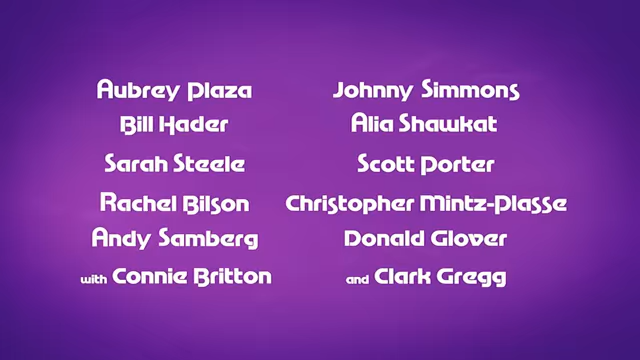 Aubrey Plaza
Johnny Simmons
Bill Hader
Alia Shawkat
Sarah Steele
Scott Porter
Rachel Bilson
Christopher Mintz-Plasse
Andy Samberg
Donald Glover
with Connie Britton
and Clark Gregg